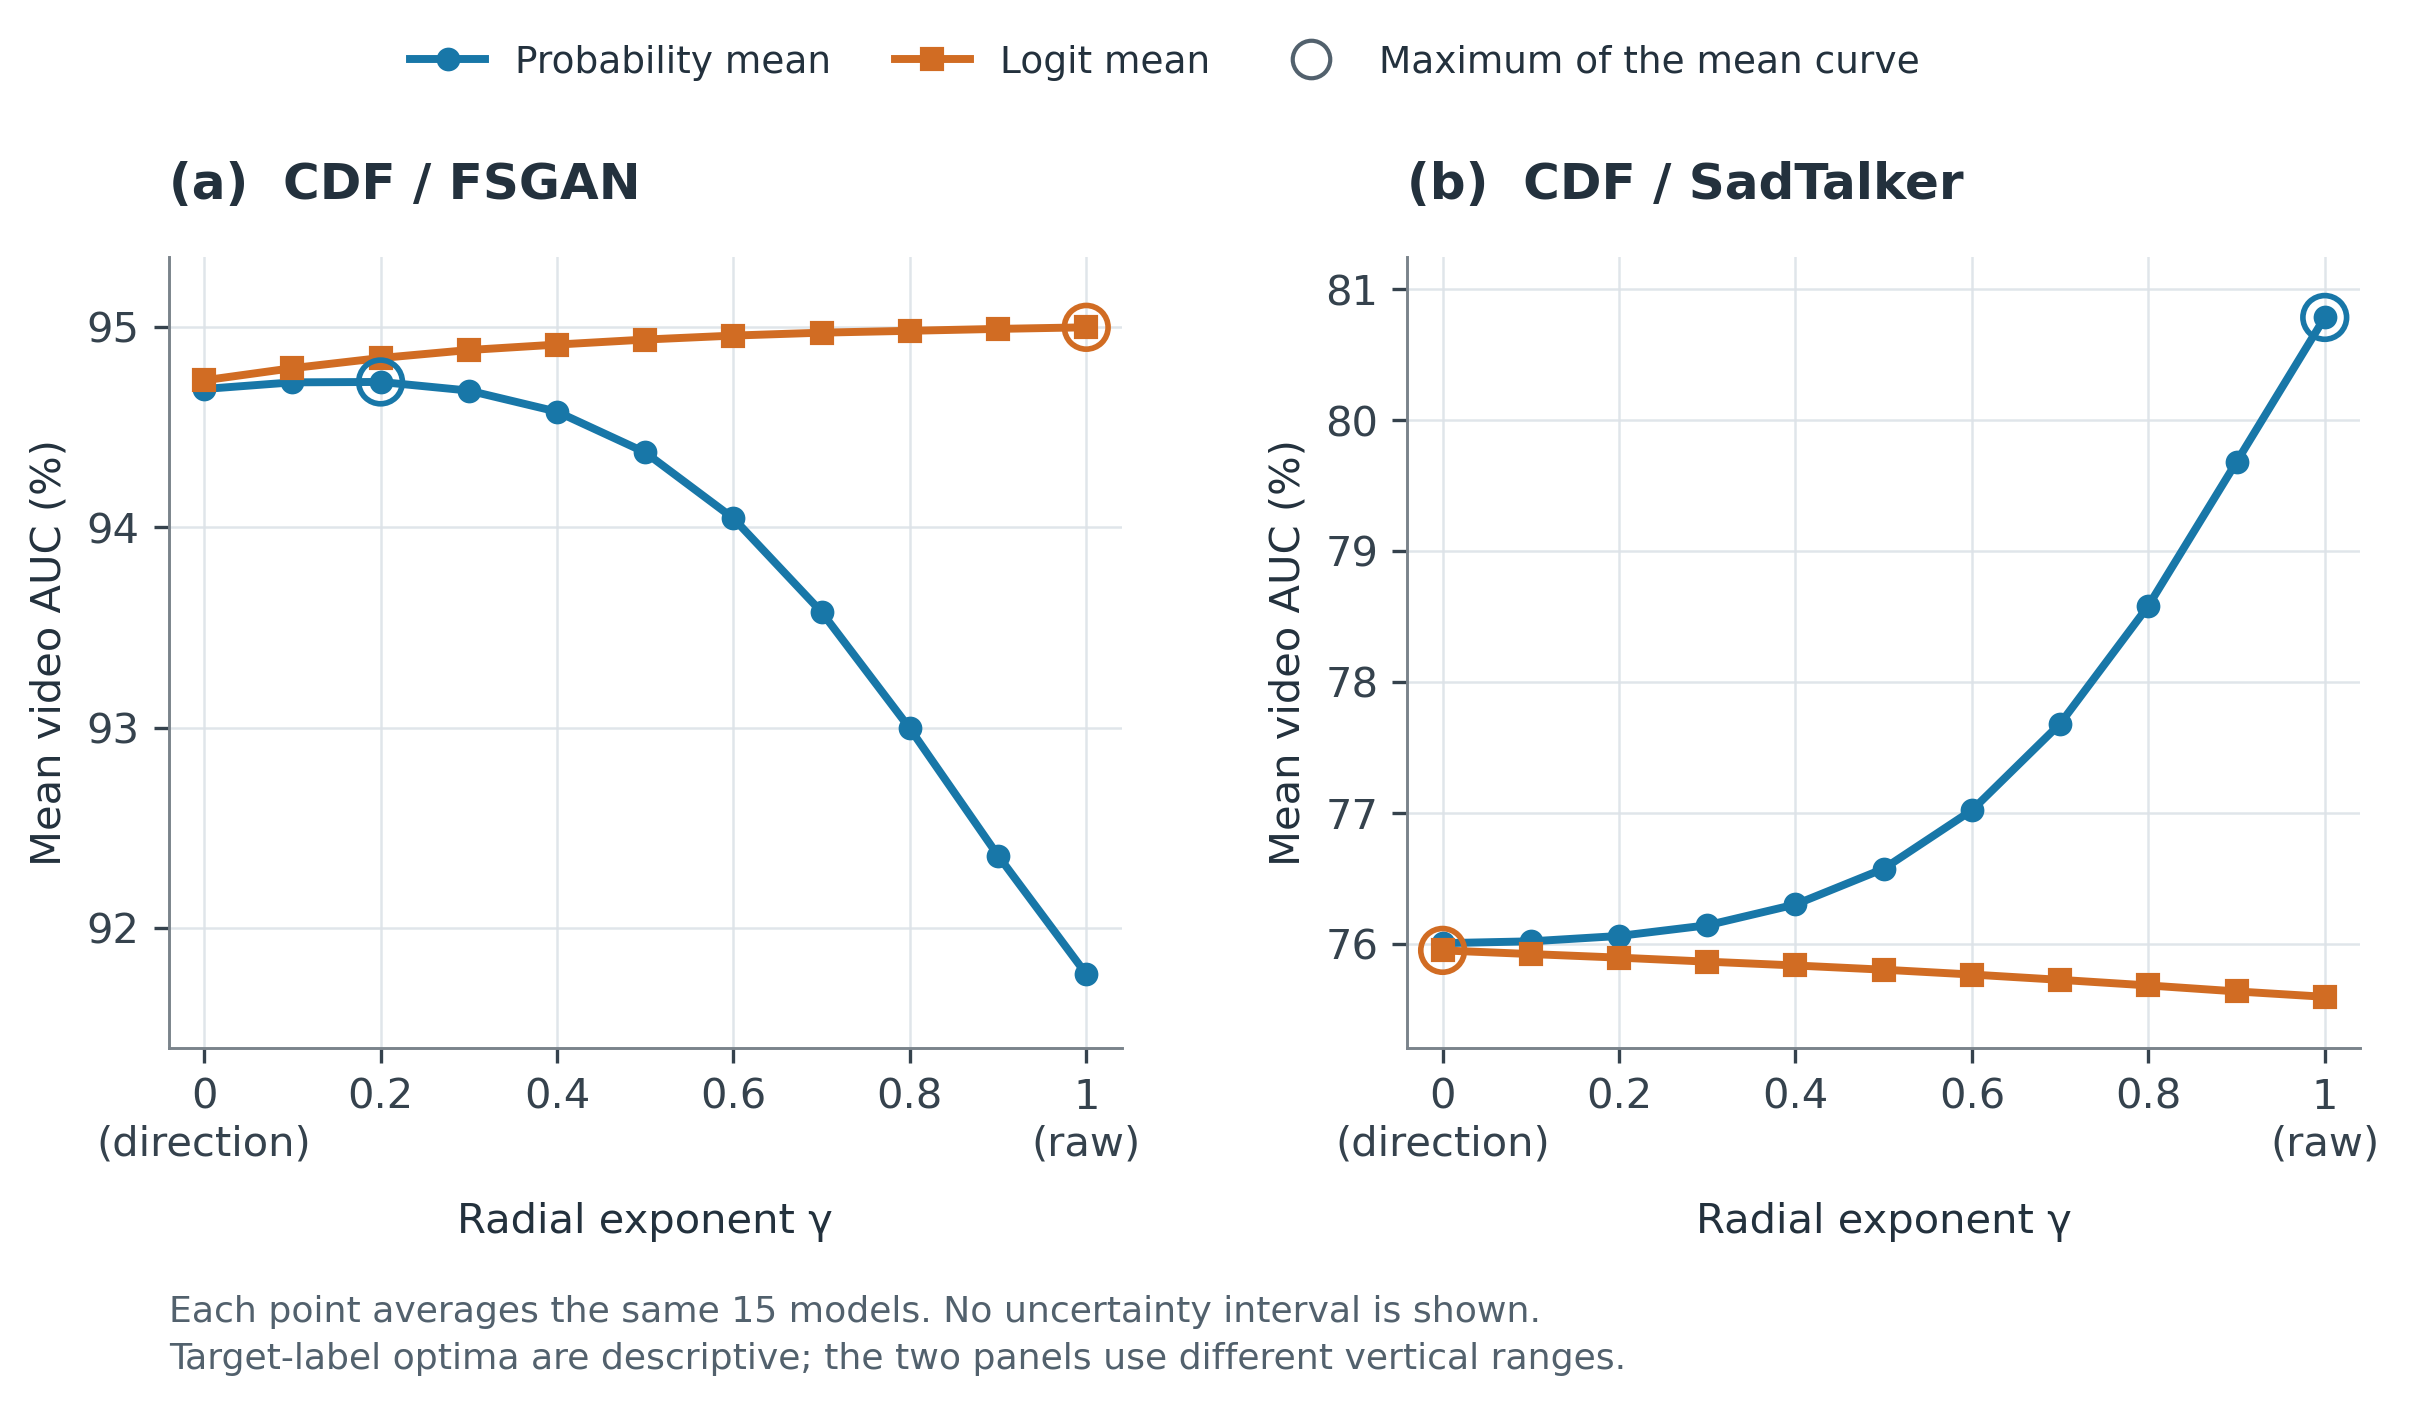 Probability mean
Logit mean
Maximum of the mean curve
(a) CDF / FSGAN
Mean video AUC (%)
95
94
93
92
0
(direction)
0.2
0.4
0.6
0.8
1
(raw)
Radial exponent γ
(b) CDF / SadTalker
Mean video AUC (%)
81
80
79
78
77
76
0
(direction)
0.2
0.4
0.6
0.8
1
(raw)
Radial exponent γ
Each point averages the same 15 models. No uncertainty interval is shown.
Target-label optima are descriptive; the two panels use different vertical ranges.